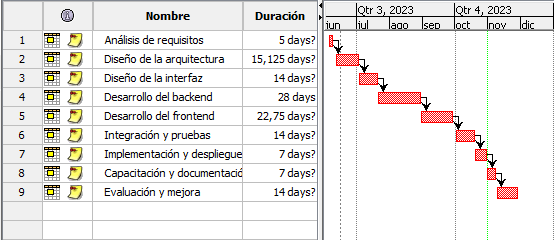 Nombre Duración Qtr 3, 2023 Qtr 4, 2023
jun jul ago sep oct nov dic
1 Análisis de requisitos 5 days?
2 Diseño de la arquitectura 15,125 days?
3 Diseño de la interfaz 14 days?
4 Desarrollo del backend 28 days
5 Desarrollo del frontend 22,75 days?
6 Integración y pruebas 14 days?
7 Implementación y despliegue 7 days?
8 Capacitación y documentació 7 days?
9 Evaluación y mejora 14 days?